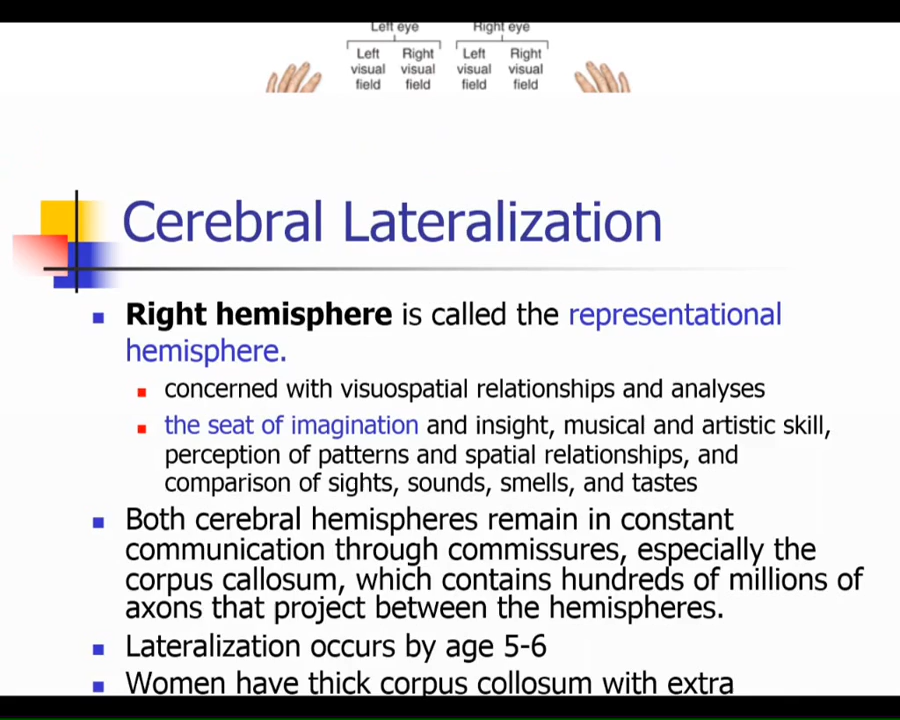 Left eye Right eye
Left Right Left Right
visual visual visual visual
field field field field
Cerebral Lateralization
Right hemisphere is called the representational
hemisphere.
concerned with visuospatial relationships and analyses
the seat of imagination and insight, musical and artistic skill,
perception of patterns and spatial relationships, and
comparison of sights, sounds, smells, and tastes
Both cerebral hemispheres remain in constant
communication through commissures, especially the
corpus callosum, which contains hundreds of millions of
axons that project between the hemispheres.
Lateralization occurs by age 5-6
Women have thick corpus collosum with extra